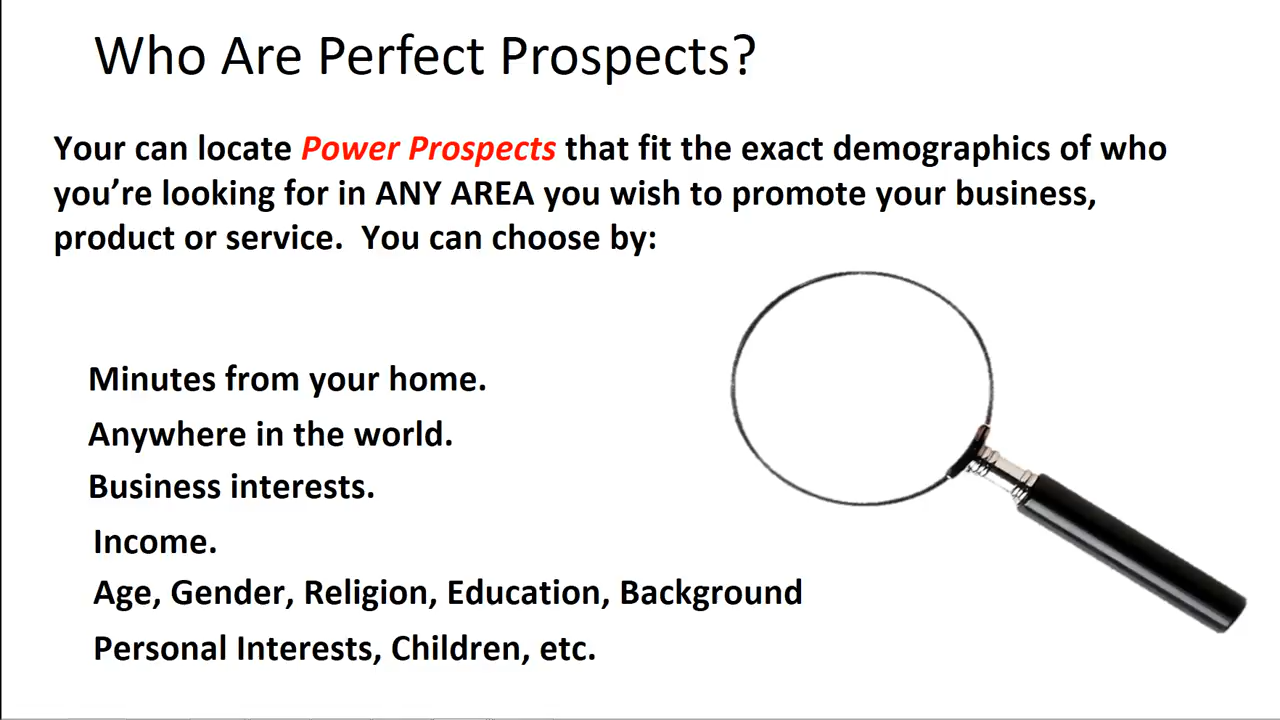 Who Are Perfect Prospects?
Your can locate Power Prospects that fit the exact demographics of who
you’re looking for in ANY AREA you wish to promote your business,
product or service.  You can choose by:
Minutes from your home.
Anywhere in the world.
Business interests.
Income.
Age, Gender, Religion, Education, Background
Personal Interests, Children, etc.